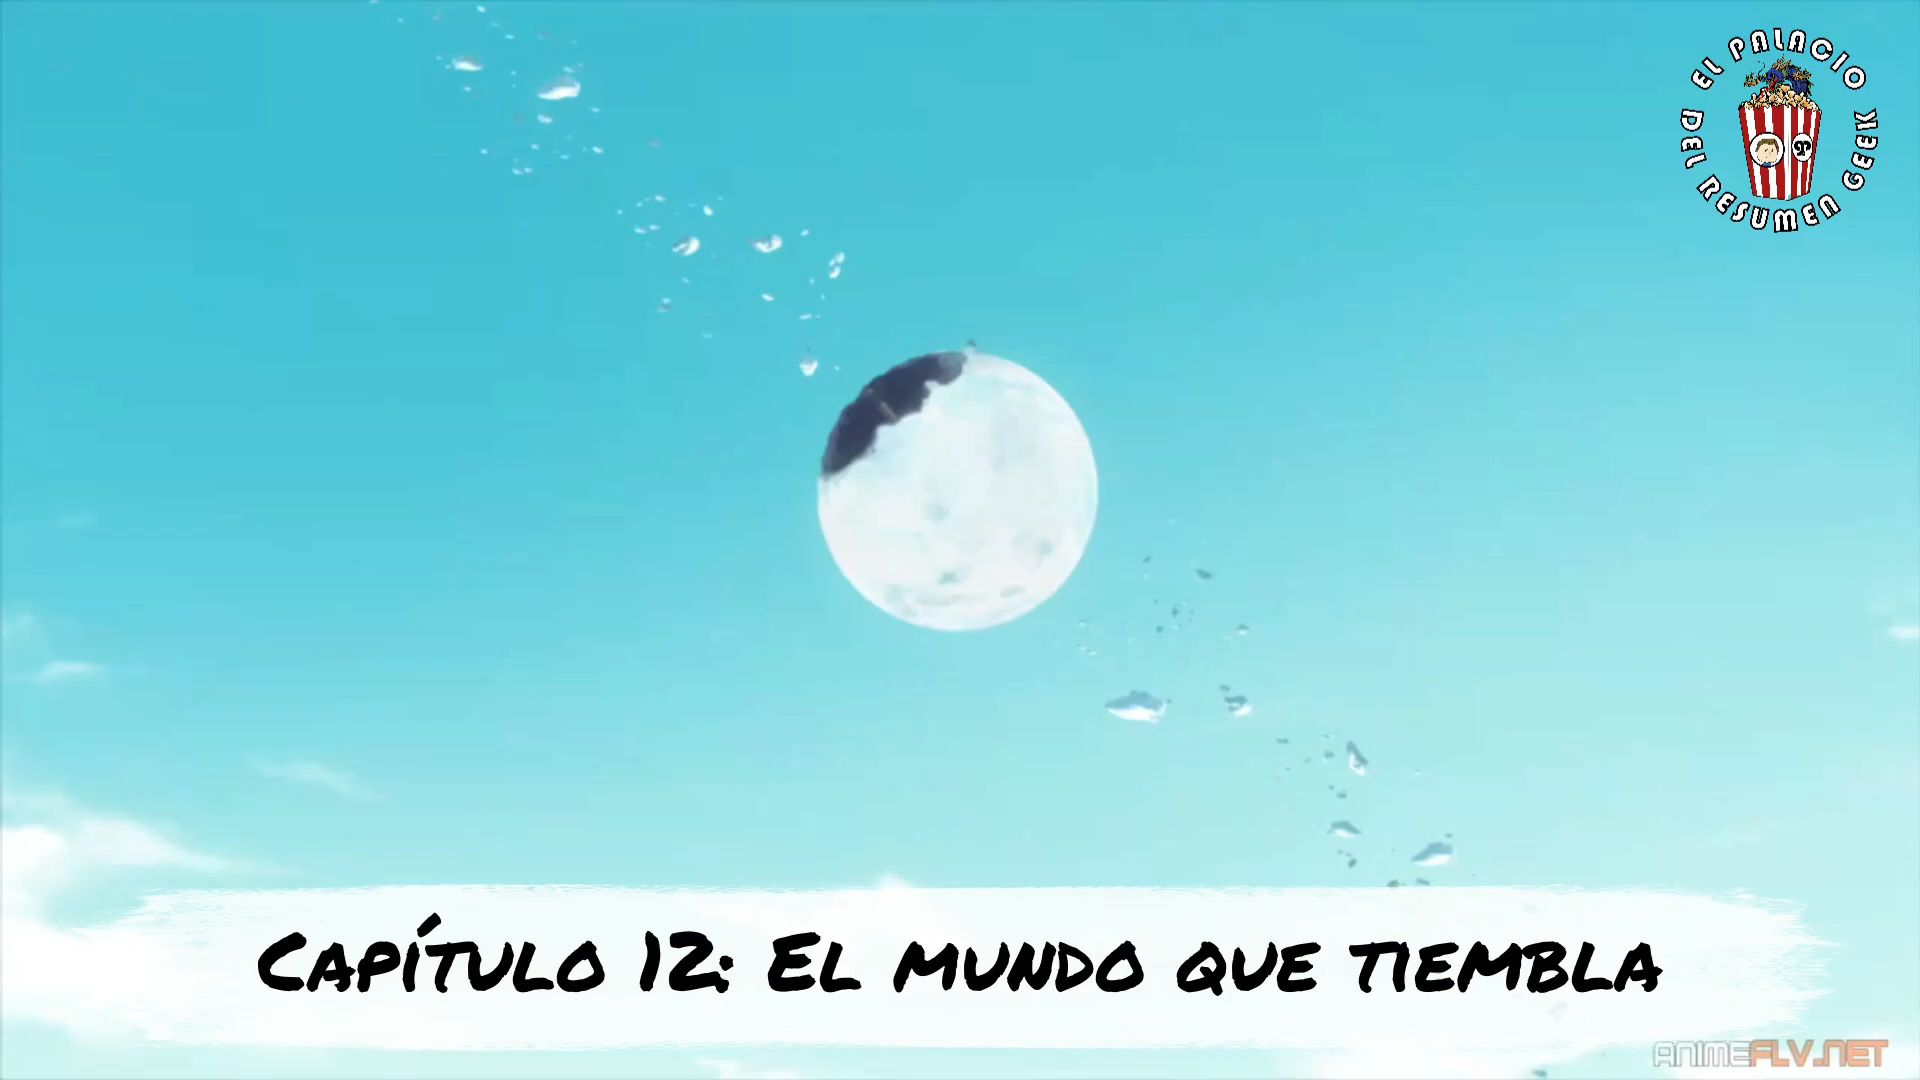 EL PALACIO
DEL RESUMEN GEEK
Capítulo 12: El mundo que tiembla
ANIMEFLV.NET